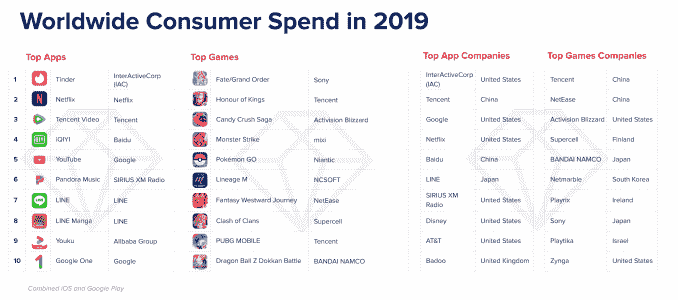 Worldwide Consumer Spend in 2019
Top Apps Top Games Top App Companies Top Games Companies
1 Tinder InterActiveCorp (IAC) Fate/Grand Order Sony InterActiveCorp (IAC) United States Tencent China
2 Netflix Netflix Honour of Kings Tencent Tencent China NetEase China
3 Tencent Video Tencent Candy Crush Saga Activision Blizzard Google United States Activision Blizzard United States
4 iQIYI Baidu Monster Strike mixi Netflix United States Supercell Finland
5 YouTube Google Pokémon GO Niantic Baidu China BANDAI NAMCO Japan
6 Pandora Music SIRIUS XM Radio Lineage M NCSOFT LINE Japan Netmarble South Korea
7 LINE LINE Fantasy Westward Journey NetEase SIRIUS XM Radio United States Playrix Ireland
8 LINE Manga LINE Clash of Clans Supercell Disney United States Sony Japan
9 Youku Alibaba Group PUBG MOBILE Tencent AT&T United States Playtika Israel
10 Google One Google Dragon Ball Z Dokkan Battle BANDAI NAMCO Badoo United Kingdom Zynga United States
Combined iOS and Google Play